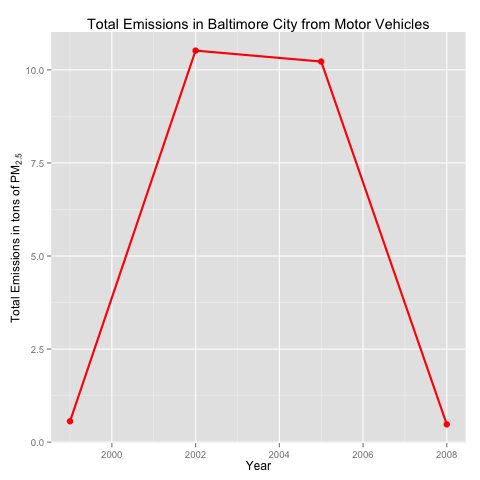 Total Emissions in Baltimore City from Motor Vehicles
10.0
7.5
5.0
2.5
0.0
Total Emissions in tons of PM2.5
2000 2002 2004 2006 2008
Year